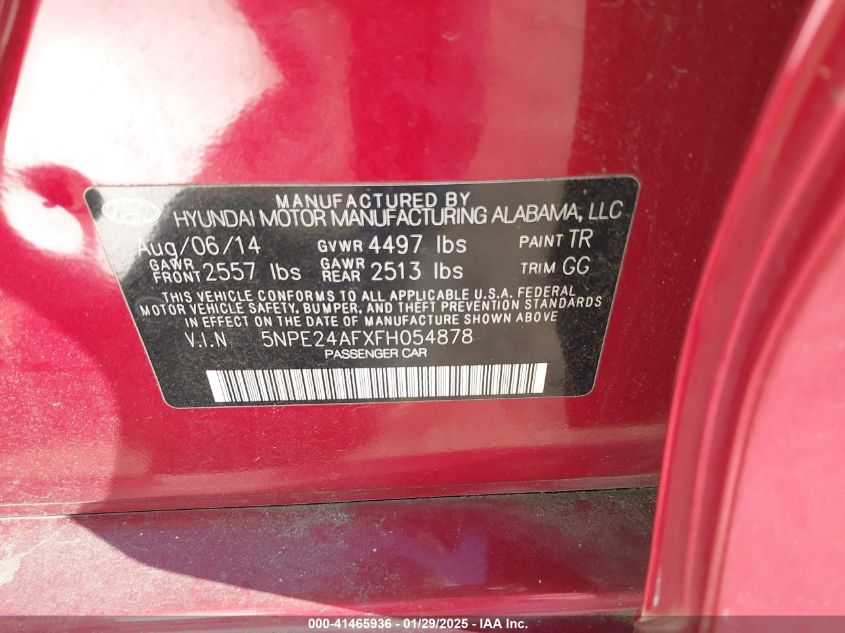 MANUFACTURED BY
HYUNDAI MOTOR MANUFACTURING ALABAMA, LLC
Aug/06/14 GVWR 4497 lbs PAINT TR
GAWR FRONT 2557 lbs GAWR REAR 2513 lbs TRIM GG
THIS VEHICLE CONFORMS TO ALL APPLICABLE U.S.A. FEDERAL
MOTOR VEHICLE SAFETY, BUMPER, AND THEFT PREVENTION STANDARDS
IN EFFECT ON THE DATE OF MANUFACTURE SHOWN ABOVE.
V.I.N 5NPE24AFXFH054878
PASSENGER CAR
000-41465936 - 01/29/2025 - IAA Inc.